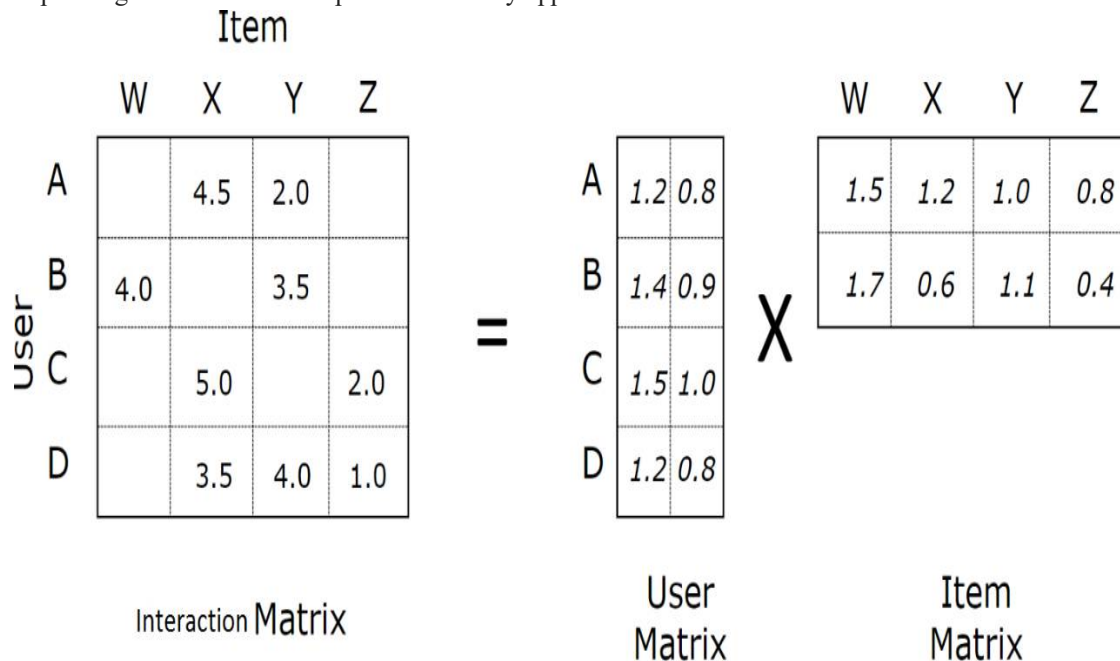 Item
W X Y Z
A 4.5 2.0
B 4.0 3.5
C 5.0 2.0
D 3.5 4.0 1.0
User
Interaction Matrix
=
A 1.2 0.8
B 1.4 0.9
C 1.5 1.0
D 1.2 0.8
User
Matrix
X
W X Y Z
1.5 1.2 1.0 0.8
1.7 0.6 1.1 0.4
Item
Matrix